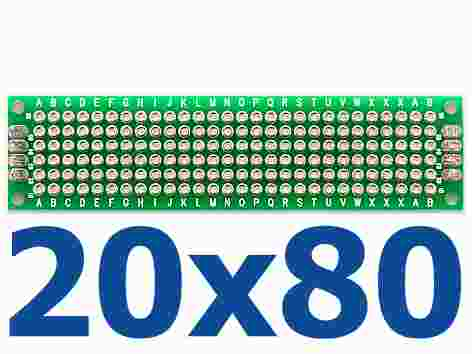 A B C D E F G H I J K L M N O P Q R S T U V W X X X A B
A B C D E F G H I J K L M N O P Q R S T U V W X X X A B
20x80